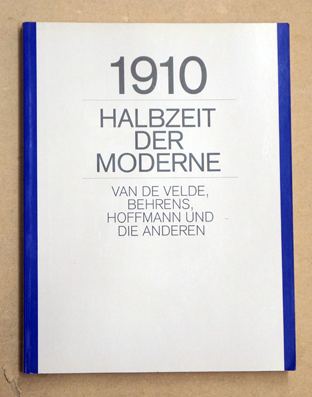 1910
HALBZEIT
DER
MODERNE
VAN DE VELDE,
BEHRENS,
HOFFMANN UND
DIE ANDEREN